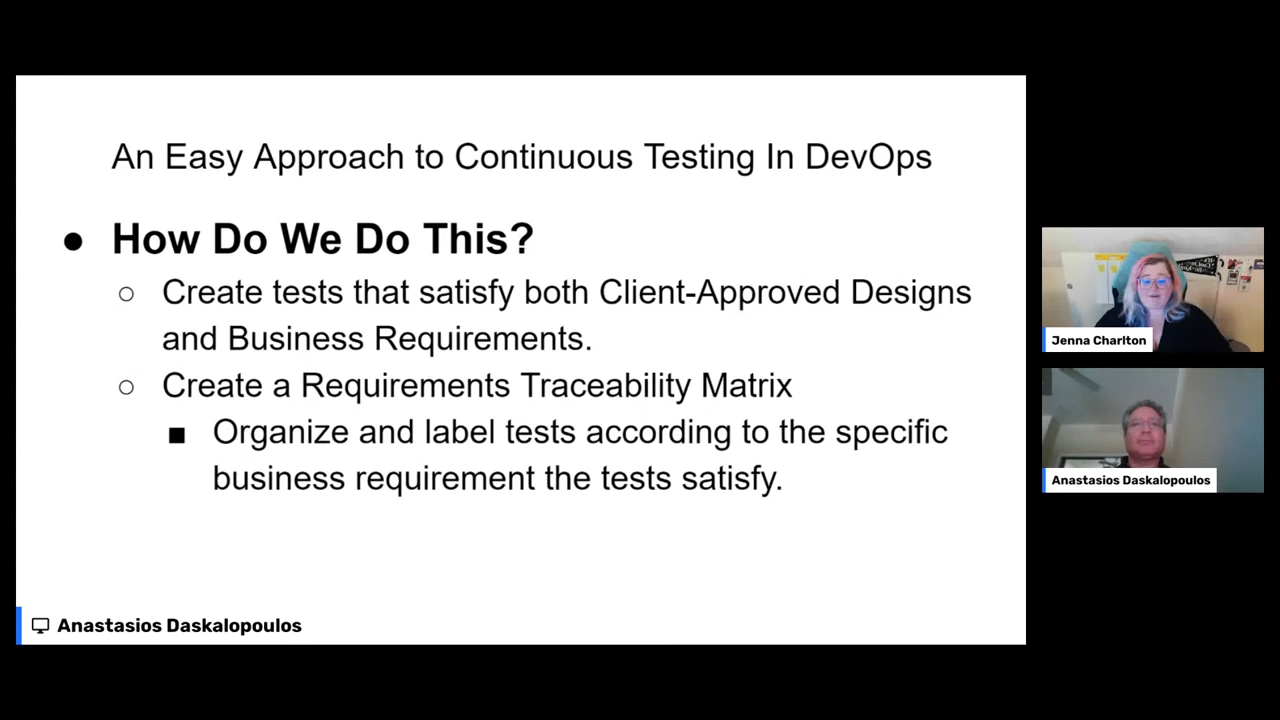 An Easy Approach to Continuous Testing In DevOps
● How Do We Do This?
○ Create tests that satisfy both Client-Approved Designs
and Business Requirements.
○ Create a Requirements Traceability Matrix
■ Organize and label tests according to the specific
business requirement the tests satisfy.
Anastasios Daskalopoulos
Jenna Charlton
Anastasios Daskalopoulos